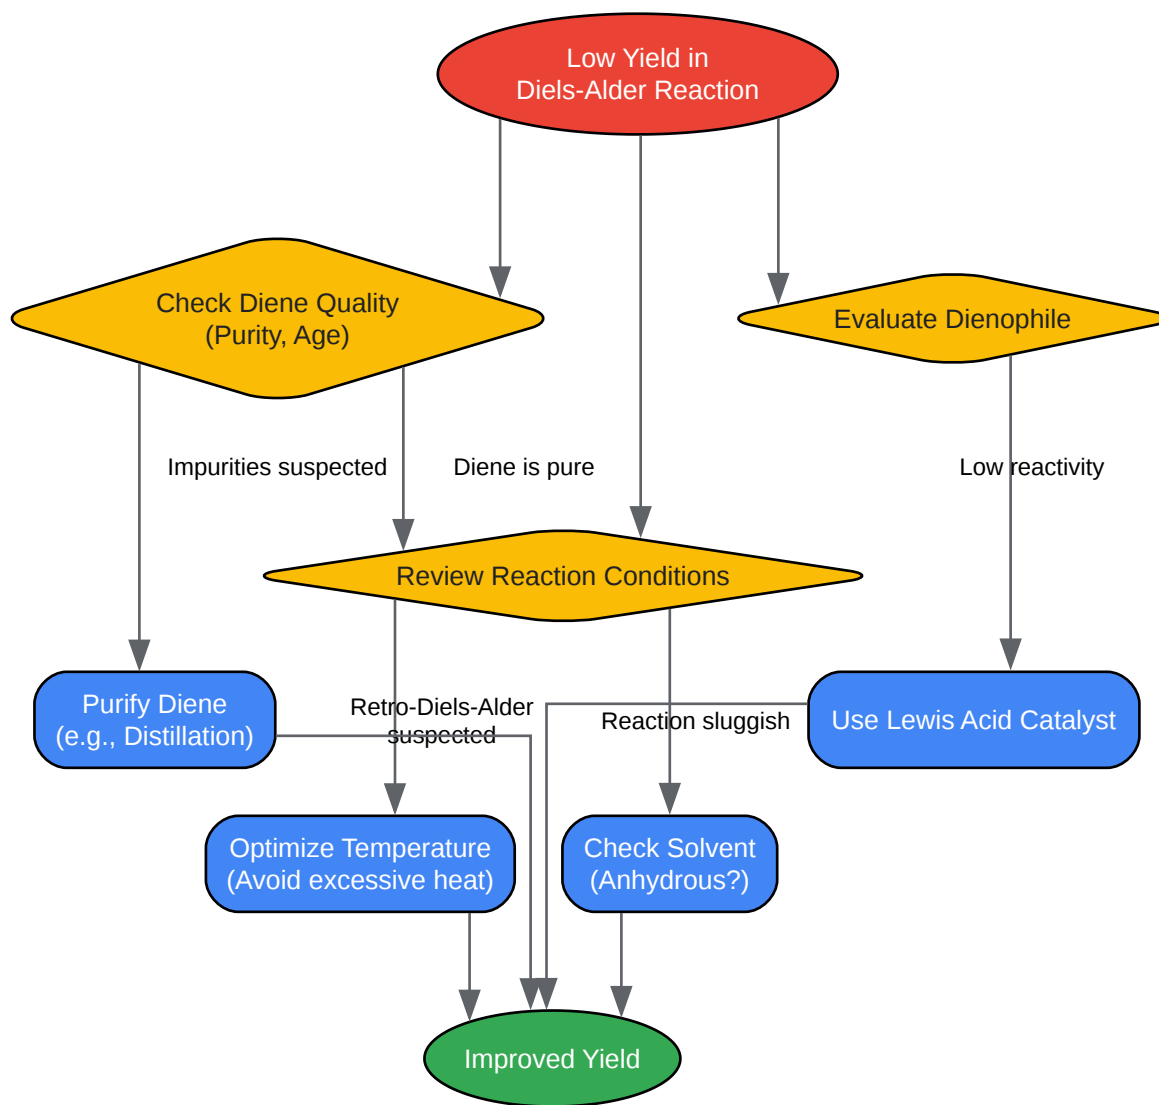 Low Yield in
Diels-Alder Reaction
Check Diene Quality
(Purity, Age)
Evaluate Dienophile
Impurities suspected
Diene is pure
Low reactivity
Review Reaction Conditions
Purify Diene
(e.g., Distillation)
Retro-Diels-Alder
suspected
Reaction sluggish
Use Lewis Acid Catalyst
Optimize Temperature
(Avoid excessive heat)
Check Solvent
(Anhydrous?)
Improved Yield